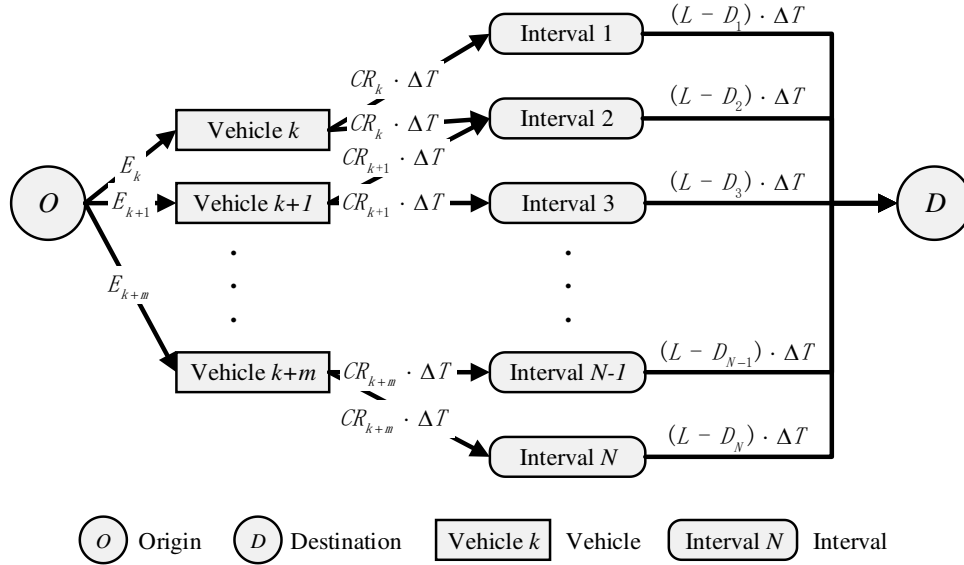 Interval 1
(L - D₁) · ΔT
CRₖ · ΔT
Vehicle k
CRₖ · ΔT
Interval 2
(L - D₂) · ΔT
Eₖ
CRₖ₊₁ · ΔT
O
Eₖ₊₁
Vehicle k+1
CRₖ₊₁ · ΔT
Interval 3
(L - D₃) · ΔT
D
Eₖ₊ₘ
Vehicle k+m
CRₖ₊ₘ · ΔT
Interval N-1
(L - D_{N-1}) · ΔT
CRₖ₊ₘ · ΔT
Interval N
(L - D_N) · ΔT
O Origin D Destination Vehicle k Vehicle Interval N Interval